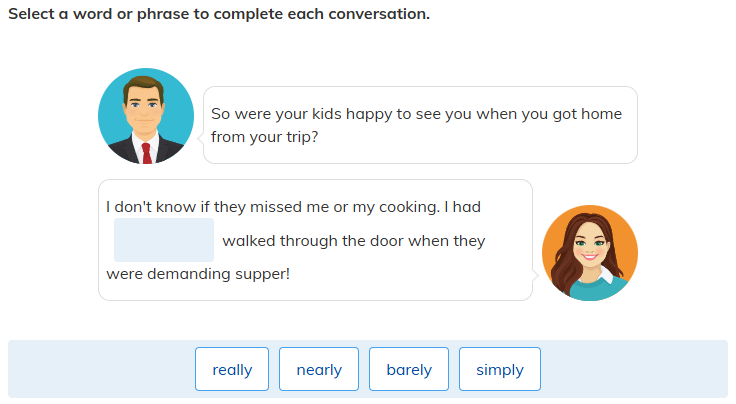 Select a word or phrase to complete each conversation.
So were your kids happy to see you when you got home
from your trip?
I don't know if they missed me or my cooking. I had
walked through the door when they
were demanding supper!
really nearly barely simply